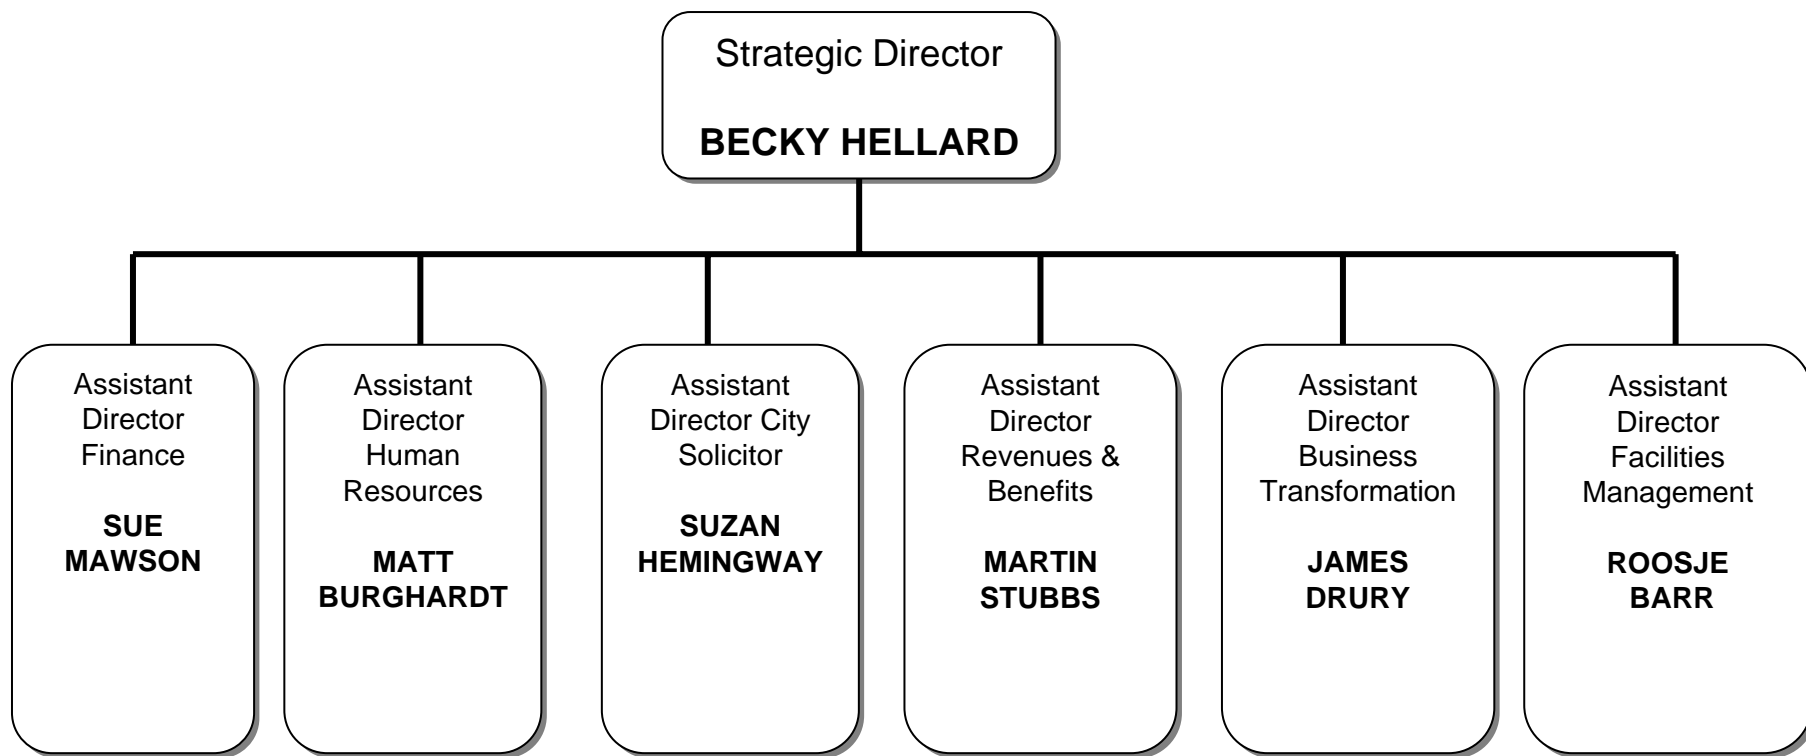 Strategic Director
BECKY HELLARD
Assistant
Director
Finance
SUE
MAWSON
Assistant
Director
Human
Resources
MATT
BURGHARDT
Assistant
Director City
Solicitor
SUZAN
HEMINGWAY
Assistant
Director
Revenues &
Benefits
MARTIN
STUBBS
Assistant
Director
Business
Transformation
JAMES
DRURY
Assistant
Director
Facilities
Management
ROOSJE
BARR